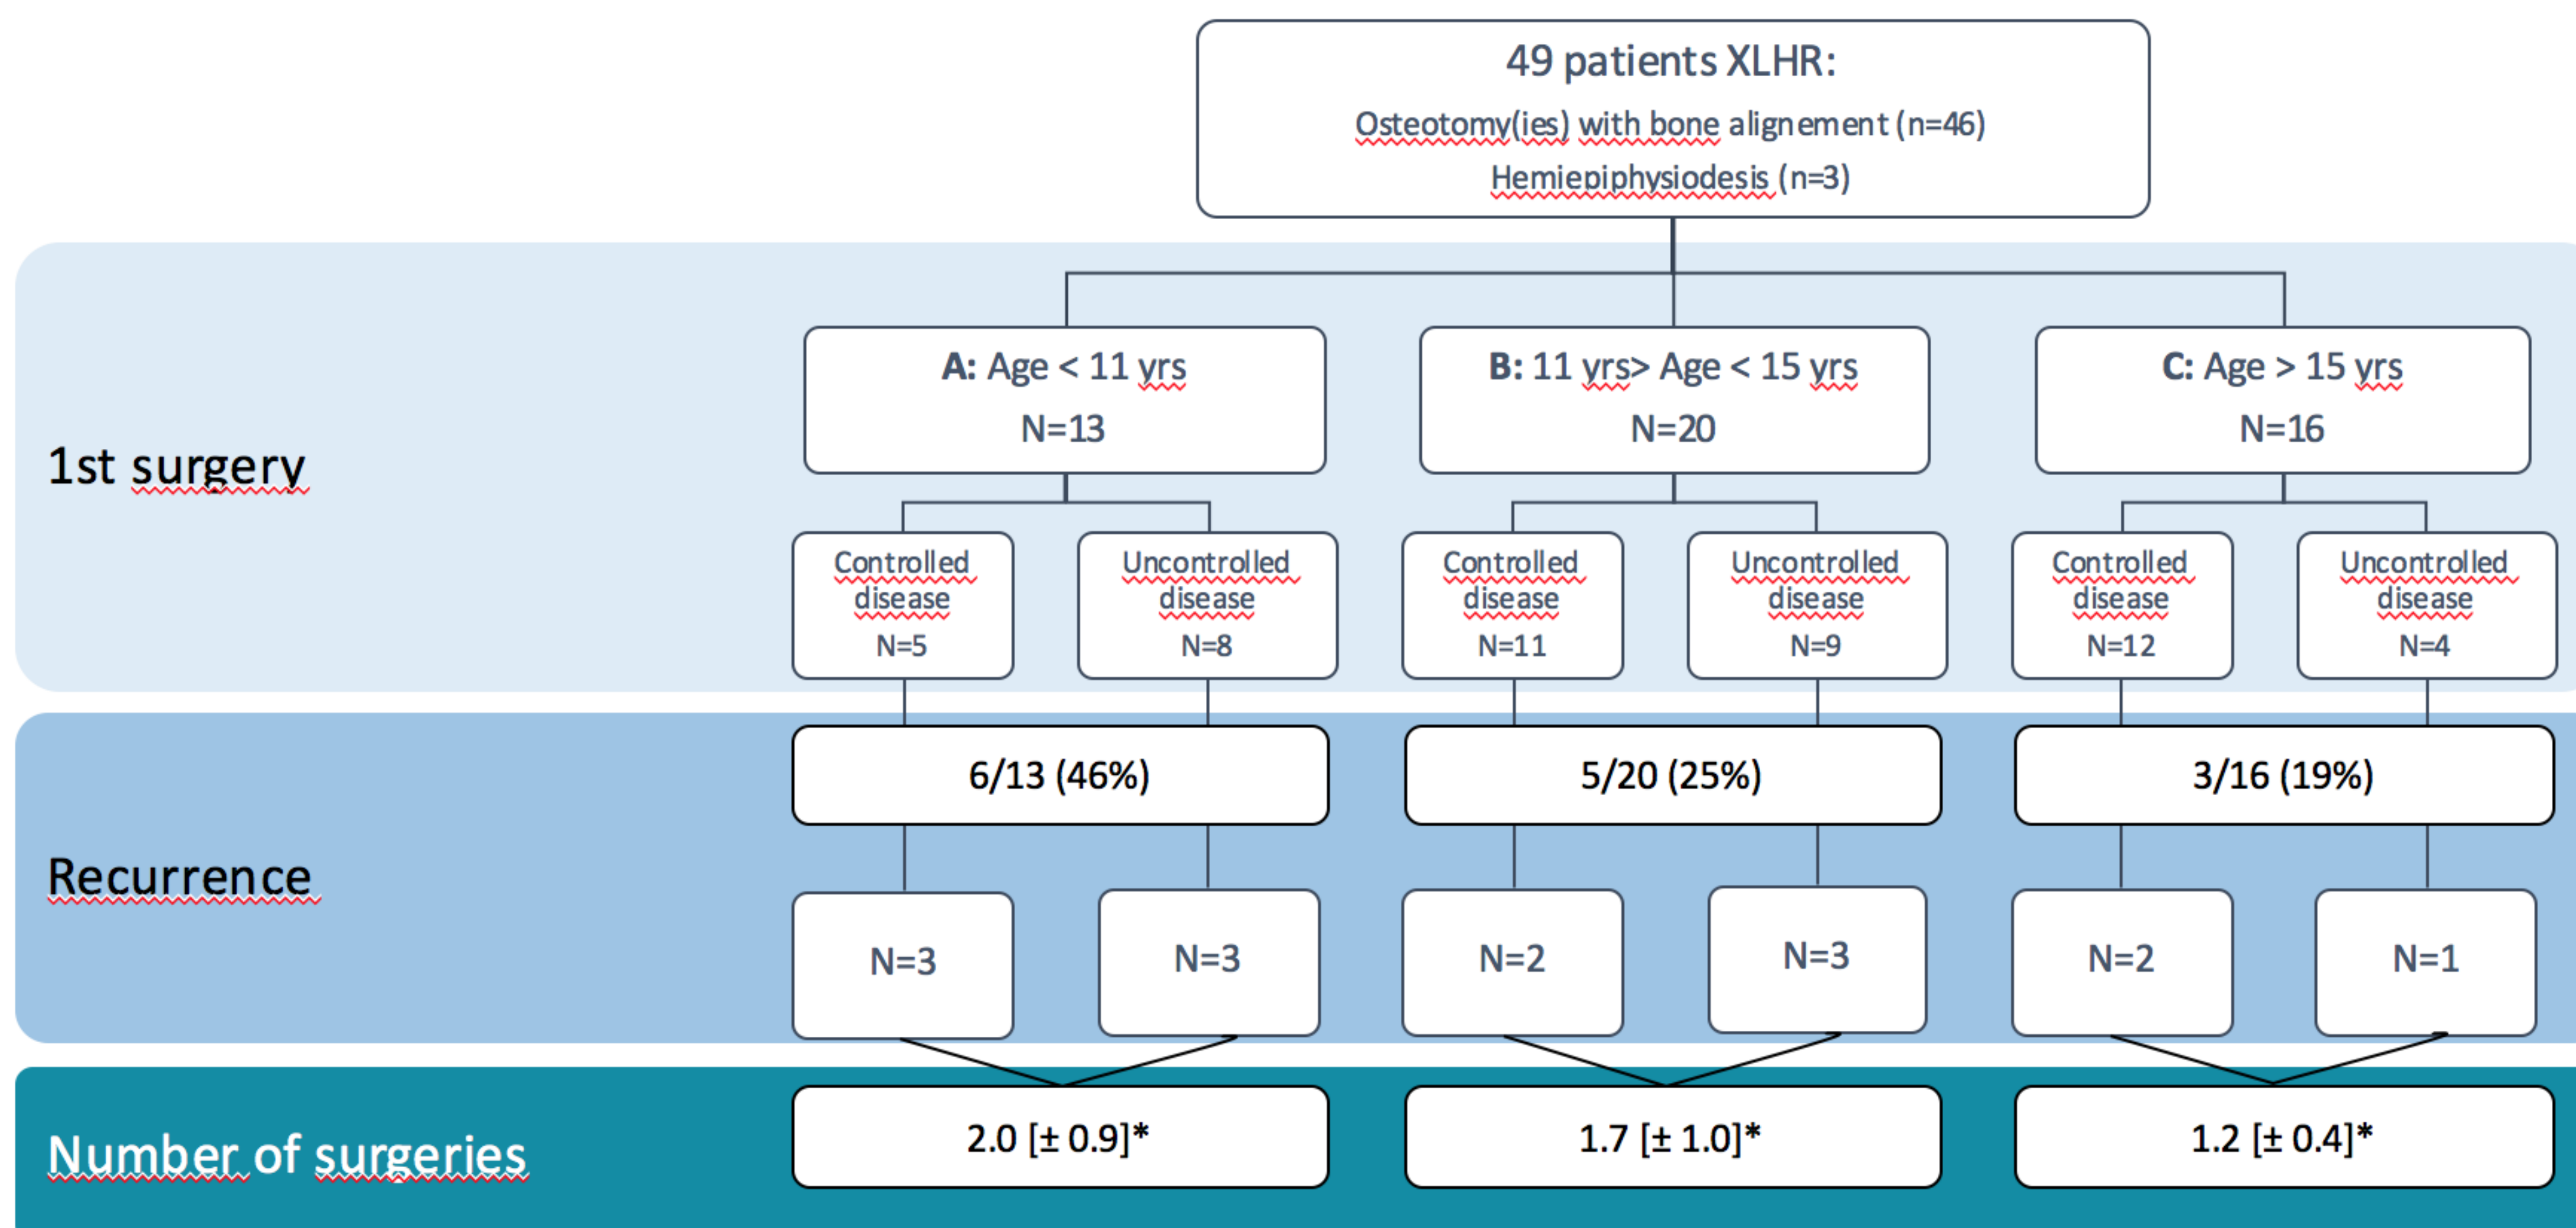 49 patients XLHR:
Osteotomy(ies) with bone alignement (n=46)
Hemiepiphysiodesis (n=3)
1st surgery
A: Age < 11 yrs
N=13
B: 11 yrs> Age < 15 yrs
N=20
C: Age > 15 yrs
N=16
Controlled
disease
N=5
Uncontrolled
disease
N=8
Controlled
disease
N=11
Uncontrolled
disease
N=9
Controlled
disease
N=12
Uncontrolled
disease
N=4
Recurrence
6/13 (46%)
5/20 (25%)
3/16 (19%)
N=3
N=3
N=2
N=3
N=2
N=1
Number of surgeries
2.0 [± 0.9]*
1.7 [± 1.0]*
1.2 [± 0.4]*